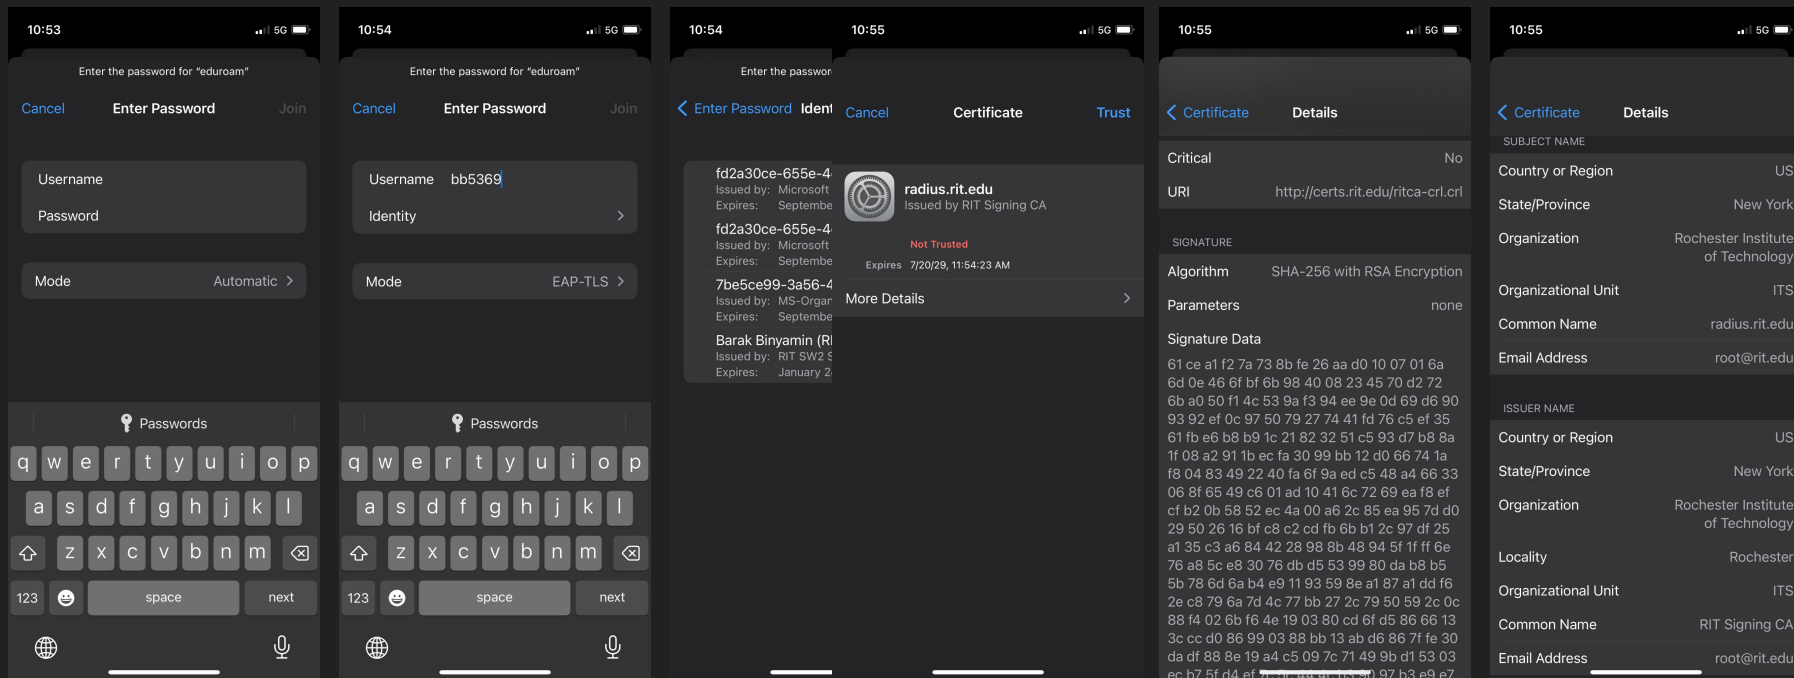 10:53
5G
Enter the password for “eduroam”
Cancel
Enter Password
Join
Username
Password
Mode
Automatic
Passwords
q w e r t y u i o p
a s d f g h j k l
z x c v b n m
123
space
next
10:54
5G
Enter the password for “eduroam”
Cancel
Enter Password
Join
Username bb5369
Identity
Mode
EAP-TLS
Passwords
q w e r t y u i o p
a s d f g h j k l
z x c v b n m
123
space
next
10:54
Enter the passwor
Enter Password
Ident
fd2a30ce-655e-4
Issued by: Microsoft
Expires: Septembe
fd2a30ce-655e-4
Issued by: Microsoft
Expires: Septembe
7be5ce99-3a56-4
Issued by: MS-Organ
Expires: Septembe
Barak Binyamin (RI
Issued by: RIT SW2 S
Expires: January 2
10:55
5G
Cancel
Certificate
Trust
radius.rit.edu
Issued by RIT Signing CA
Not Trusted
Expires 7/20/29, 11:54:23 AM
More Details
10:55
5G
Certificate
Details
Critical No
URI http://certs.rit.edu/ritca-crl.crl
SIGNATURE
Algorithm SHA-256 with RSA Encryption
Parameters none
Signature Data
61 ce a1 f2 7a 73 8b fe 26 aa d0 10 07 01 6a
6d 0e 46 6f bf 6b 98 40 08 23 45 70 d2 72
6b a0 50 f1 4c 53 9a f3 94 ee 9e 0d 69 d6 90
93 92 ef 0c 97 50 79 27 74 41 fd 76 c5 ef 35
61 fb e6 b8 b9 1c 21 82 32 51 c5 93 d7 b8 8a
1f 08 a2 91 1b ec fa 30 99 bb 12 d0 66 74 1a
f8 04 83 49 22 40 fa 6f 9a ed c5 48 a4 66 33
06 8f 65 49 c6 01 ad 10 41 6c 72 69 ea f8 ef
cf b2 0b 58 52 ec 4a 00 a6 2c 85 ea 95 7d d0
29 50 26 16 bf c8 c2 cd fb 6b b1 2c 97 df 25
a1 35 c3 a6 84 42 28 98 8b 48 94 5f 1f ff 6e
76 a8 5c e8 30 76 db d5 53 99 80 da b8 b5
5b 78 6d 6a b4 e9 11 93 59 8e a1 87 a1 dd f6
2e c8 79 6a 7d 4c 77 bb 27 2c 79 50 59 2c 0c
88 f4 02 6b f6 4e 19 03 80 cd 6f d5 86 66 13
3c cc d0 86 99 03 88 bb 13 ab d6 86 7f fe 30
da df 88 8e 19 a4 c5 09 7c 71 49 9b d1 53 03
ec b7 5f d4 ef 90 97 b3 e9 e7
10:55
5G
Certificate
Details
SUBJECT NAME
Country or Region US
State/Province New York
Organization Rochester Institute
of Technology
Organizational Unit ITS
Common Name radius.rit.edu
Email Address root@rit.edu
ISSUER NAME
Country or Region US
State/Province New York
Organization Rochester Institute
of Technology
Locality Rochester
Organizational Unit ITS
Common Name RIT Signing CA
Email Address root@rit.edu